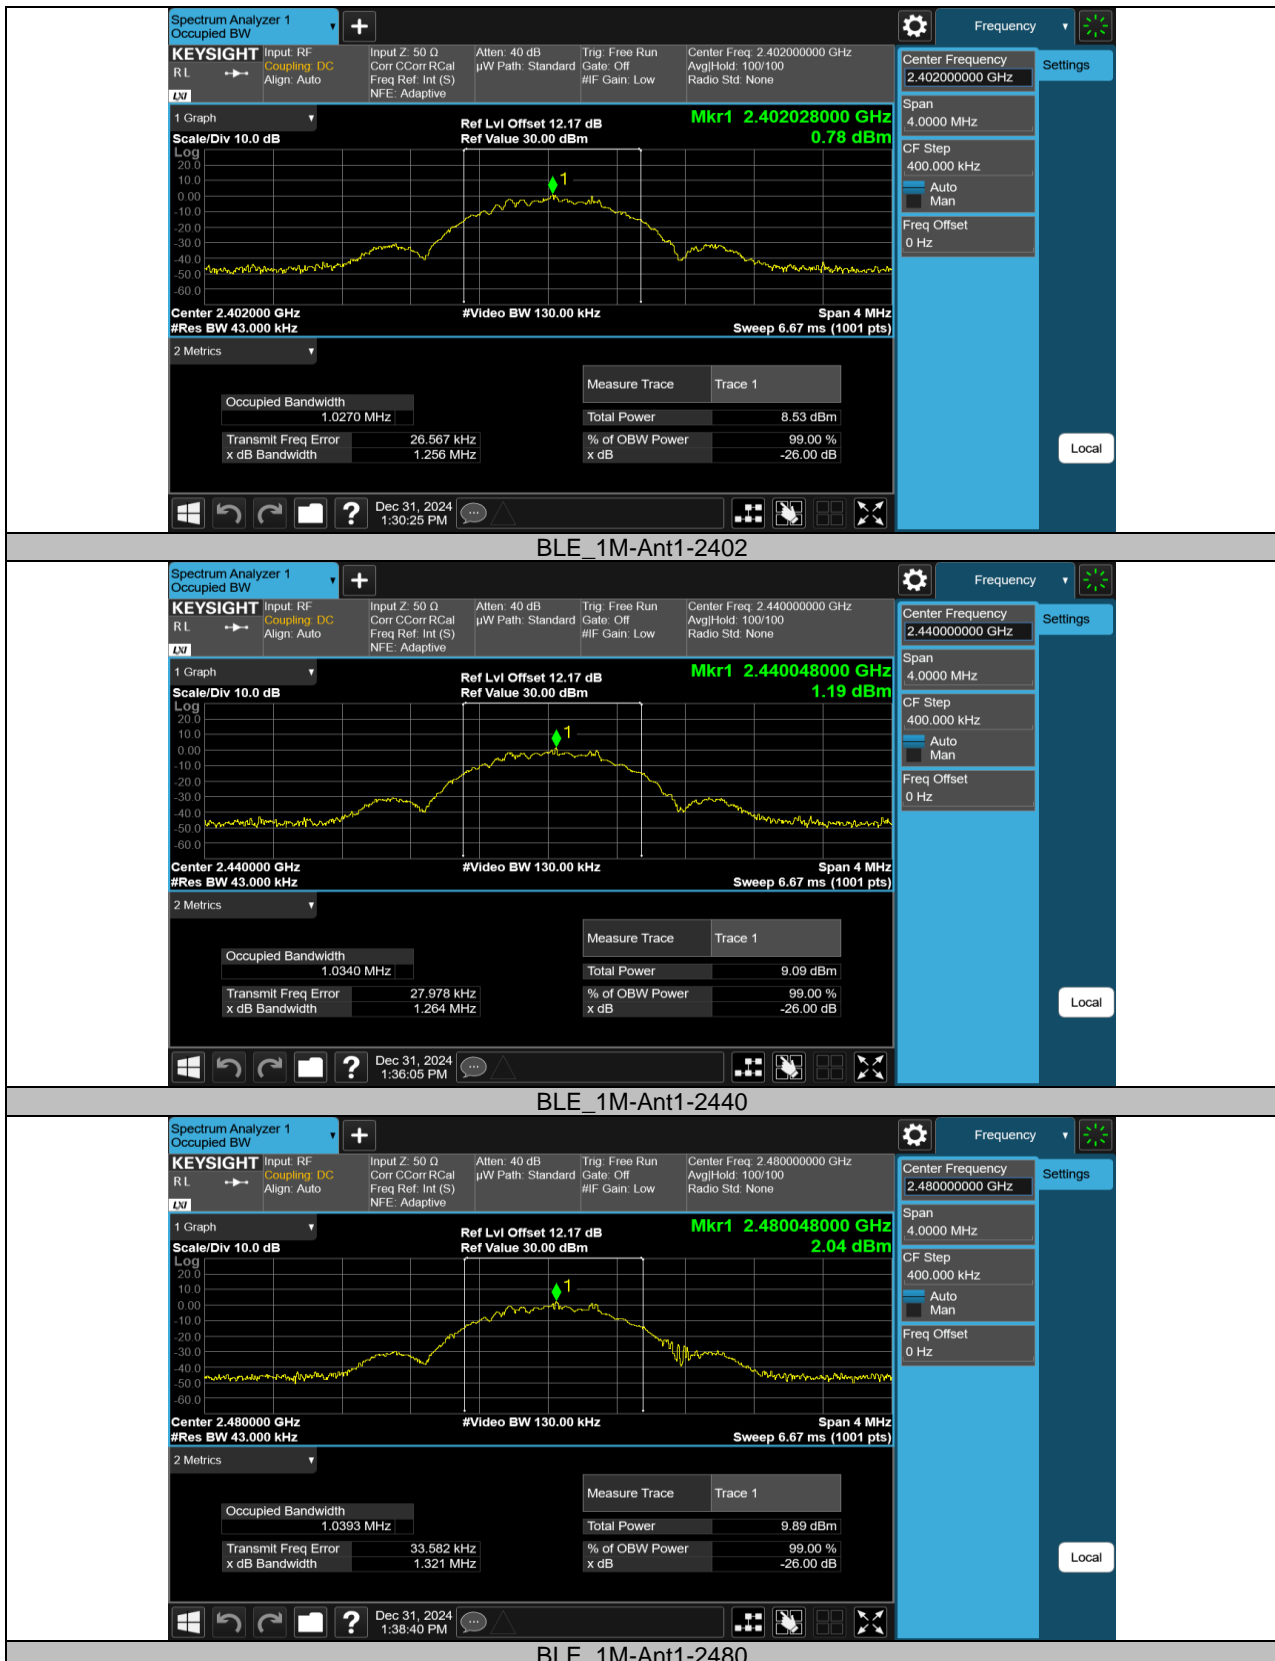 Spectrum Analyzer 1
Occupied BW
Frequency
KEYSIGHT
R L
LXI
Input: RF
Coupling: DC
Align: Auto
Input Z: 50 Ω
Corr CCorr RCal
Freq Ref: Int (S)
NFE: Adaptive
Atten: 40 dB
µW Path: Standard
Trig: Free Run
Gate: Off
#IF Gain: Low
Center Freq: 2.402000000 GHz
Avg|Hold: 100/100
Radio Std: None
Center Frequency
2.402000000 GHz
Settings
Span
4.0000 MHz
CF Step
400.000 kHz
Auto
Man
Freq Offset
0 Hz
Local
1 Graph
Scale/Div 10.0 dB
Ref Lvl Offset 12.17 dB
Ref Value 30.00 dBm
Mkr1 2.402028000 GHz
0.78 dBm
Log
20.0
10.0
0.00
-10.0
-20.0
-30.0
-40.0
-50.0
-60.0
1
Center 2.402000 GHz
#Video BW 130.00 kHz
Span 4 MHz
#Res BW 43.000 kHz
Sweep 6.67 ms (1001 pts)
2 Metrics
Measure Trace Trace 1
Occupied Bandwidth
1.0270 MHz
Total Power 8.53 dBm
Transmit Freq Error 26.567 kHz
% of OBW Power 99.00 %
x dB Bandwidth 1.256 MHz
x dB -26.00 dB
?
Dec 31, 2024
1:30:25 PM
BLE_1M-Ant1-2402
Spectrum Analyzer 1
Occupied BW
Frequency
KEYSIGHT
R L
LXI
Input: RF
Coupling: DC
Align: Auto
Input Z: 50 Ω
Corr CCorr RCal
Freq Ref: Int (S)
NFE: Adaptive
Atten: 40 dB
µW Path: Standard
Trig: Free Run
Gate: Off
#IF Gain: Low
Center Freq: 2.440000000 GHz
Avg|Hold: 100/100
Radio Std: None
Center Frequency
2.440000000 GHz
Settings
Span
4.0000 MHz
CF Step
400.000 kHz
Auto
Man
Freq Offset
0 Hz
Local
1 Graph
Scale/Div 10.0 dB
Ref Lvl Offset 12.17 dB
Ref Value 30.00 dBm
Mkr1 2.440048000 GHz
1.19 dBm
Log
20.0
10.0
0.00
-10.0
-20.0
-30.0
-40.0
-50.0
-60.0
1
Center 2.440000 GHz
#Video BW 130.00 kHz
Span 4 MHz
#Res BW 43.000 kHz
Sweep 6.67 ms (1001 pts)
2 Metrics
Measure Trace Trace 1
Occupied Bandwidth
1.0340 MHz
Total Power 9.09 dBm
Transmit Freq Error 27.978 kHz
% of OBW Power 99.00 %
x dB Bandwidth 1.264 MHz
x dB -26.00 dB
?
Dec 31, 2024
1:36:05 PM
BLE_1M-Ant1-2440
Spectrum Analyzer 1
Occupied BW
Frequency
KEYSIGHT
R L
LXI
Input: RF
Coupling: DC
Align: Auto
Input Z: 50 Ω
Corr CCorr RCal
Freq Ref: Int (S)
NFE: Adaptive
Atten: 40 dB
µW Path: Standard
Trig: Free Run
Gate: Off
#IF Gain: Low
Center Freq: 2.480000000 GHz
Avg|Hold: 100/100
Radio Std: None
Center Frequency
2.480000000 GHz
Settings
Span
4.0000 MHz
CF Step
400.000 kHz
Auto
Man
Freq Offset
0 Hz
Local
1 Graph
Scale/Div 10.0 dB
Ref Lvl Offset 12.17 dB
Ref Value 30.00 dBm
Mkr1 2.480048000 GHz
2.04 dBm
Log
20.0
10.0
0.00
-10.0
-20.0
-30.0
-40.0
-50.0
-60.0
1
Center 2.480000 GHz
#Video BW 130.00 kHz
Span 4 MHz
#Res BW 43.000 kHz
Sweep 6.67 ms (1001 pts)
2 Metrics
Measure Trace Trace 1
Occupied Bandwidth
1.0393 MHz
Total Power 9.89 dBm
Transmit Freq Error 33.582 kHz
% of OBW Power 99.00 %
x dB Bandwidth 1.321 MHz
x dB -26.00 dB
?
Dec 31, 2024
1:38:40 PM
BLE_1M-Ant1-2480